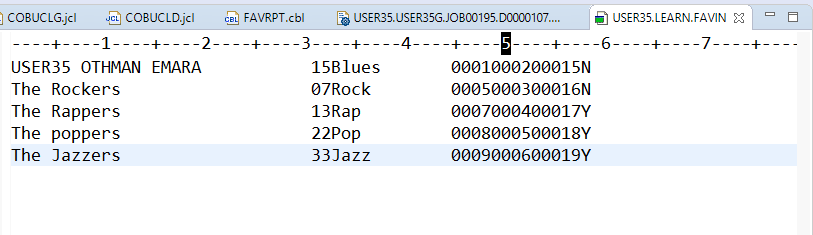 COBUCLG.jcl COBUCLD.jcl FAVRPT.cbl USER35.USER35G.JOB00195.D0000107.... USER35.LEARN.FAVIN
----+----1----+----2----+----3----+----4----+----5----+----6----+----7----+----
USER35 OTHMAN EMARA           15Blues       0001000200015N
The Rockers                   07Rock        0005000300016N
The Rappers                   13Rap         0007000400017Y
The poppers                   22Pop         0008000500018Y
The Jazzers                   33Jazz        0009000600019Y